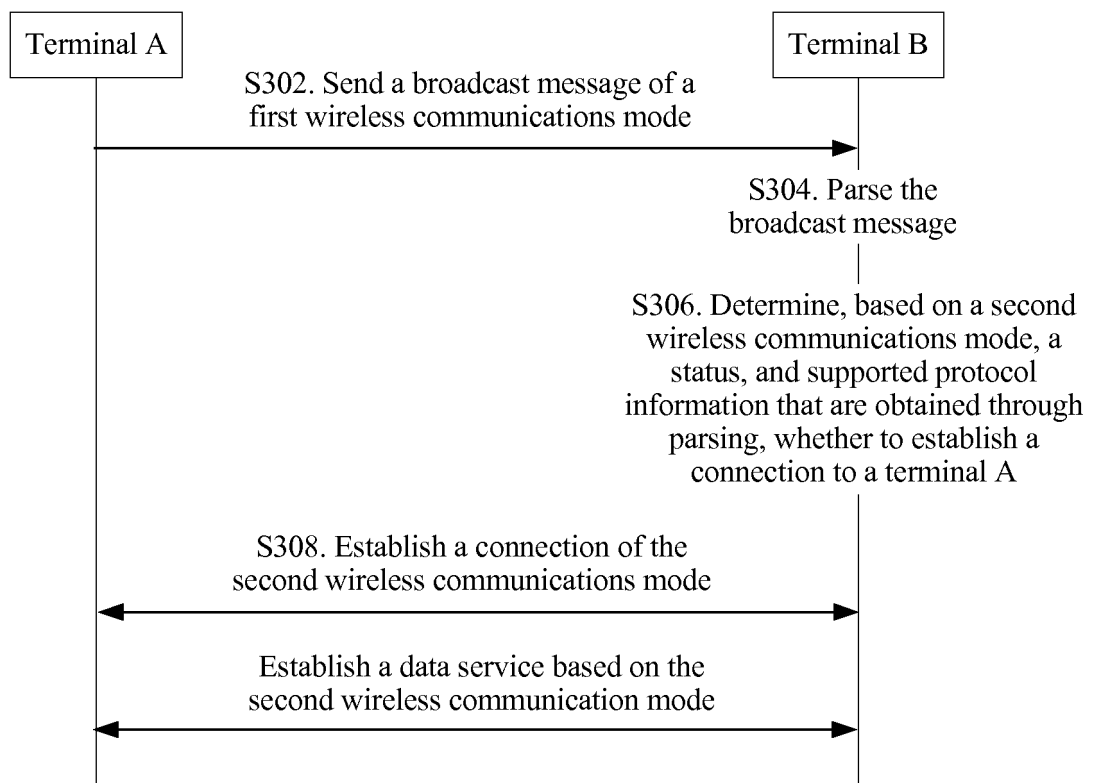 Terminal A
Terminal B
S302. Send a broadcast message of a
first wireless communications mode
S304. Parse the
broadcast message
S306. Determine, based on a second
wireless communications mode, a
status, and supported protocol
information that are obtained through
parsing, whether to establish a
connection to a terminal A
S308. Establish a connection of the
second wireless communications mode
Establish a data service based on the
second wireless communication mode